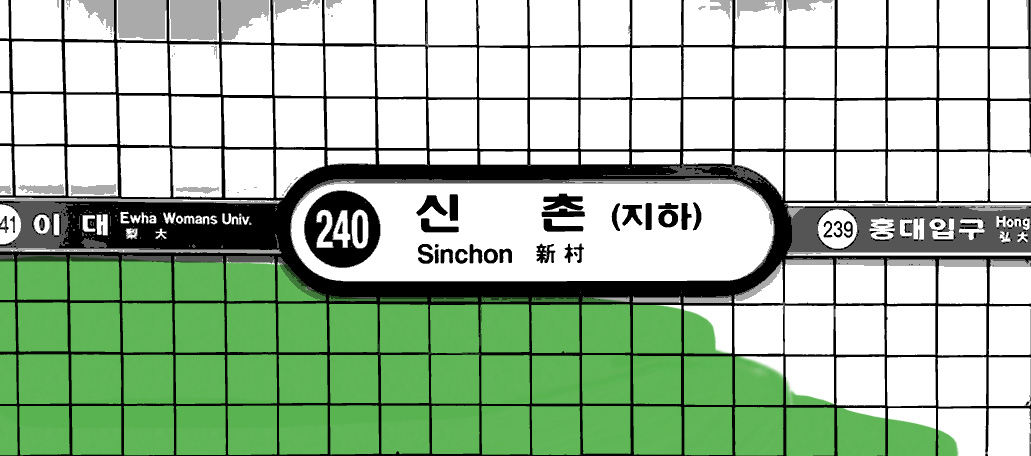 41 이 대 Ewha Womans Univ.
梨 大
240 신 촌 (지하)
Sinchon 新 村
239 홍대입구 Hong
弘 大